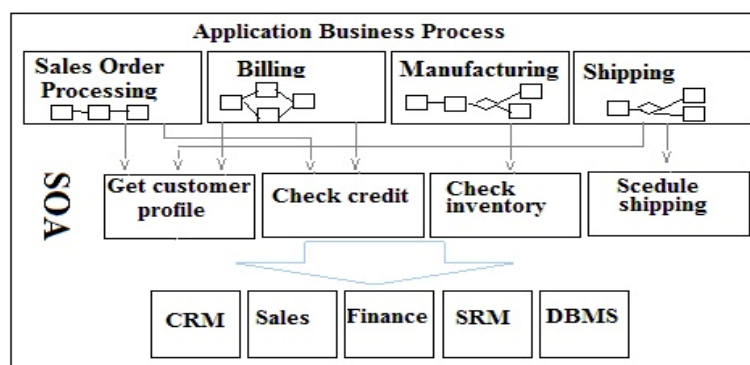 Application Business Process
Sales Order
Processing
Billing
Manufacturing
Shipping
SOA
Get customer
profile
Check credit
Check
inventory
Scedule
shipping
CRM
Sales
Finance
SRM
DBMS